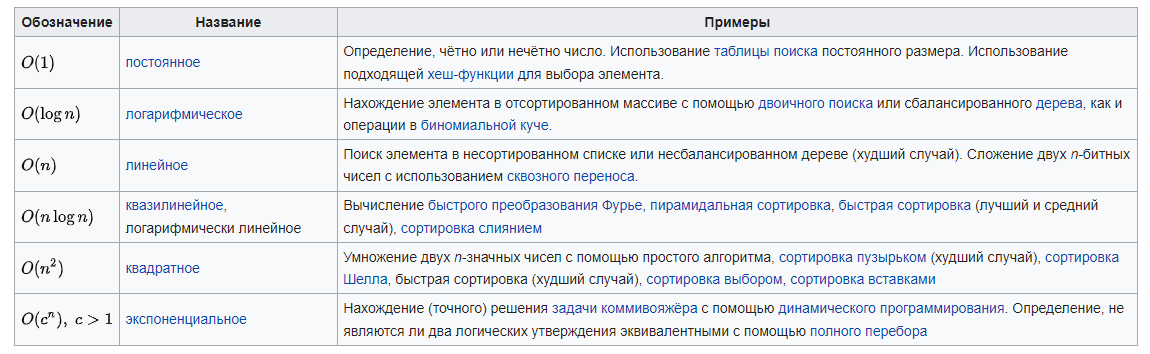 Обозначение Название Примеры
O(1) постоянное Определение, чётно или нечётно число. Использование таблицы поиска постоянного размера. Использование
подходящей хеш-функции для выбора элемента.
O(log n) логарифмическое Нахождение элемента в отсортированном массиве с помощью двоичного поиска или сбалансированного дерева, как и
операции в биномиальной куче.
O(n) линейное Поиск элемента в несортированном списке или несбалансированном дереве (худший случай). Сложение двух n-битных
чисел с использованием сквозного переноса.
O(n log n) квазилинейное, Вычисление быстрого преобразования Фурье, пирамидальная сортировка, быстрая сортировка (лучший и средний
логарифмически линейное случай), сортировка слиянием
O(n²) квадратное Умножение двух n-значных чисел с помощью простого алгоритма, сортировка пузырьком (худший случай), сортировка
Шелла, быстрая сортировка (худший случай), сортировка выбором, сортировка вставками
O(cⁿ), c > 1 экспоненциальное Нахождение (точного) решения задачи коммивояжёра с помощью динамического программирования. Определение, не
являются ли два логических утверждения эквивалентными с помощью полного перебора